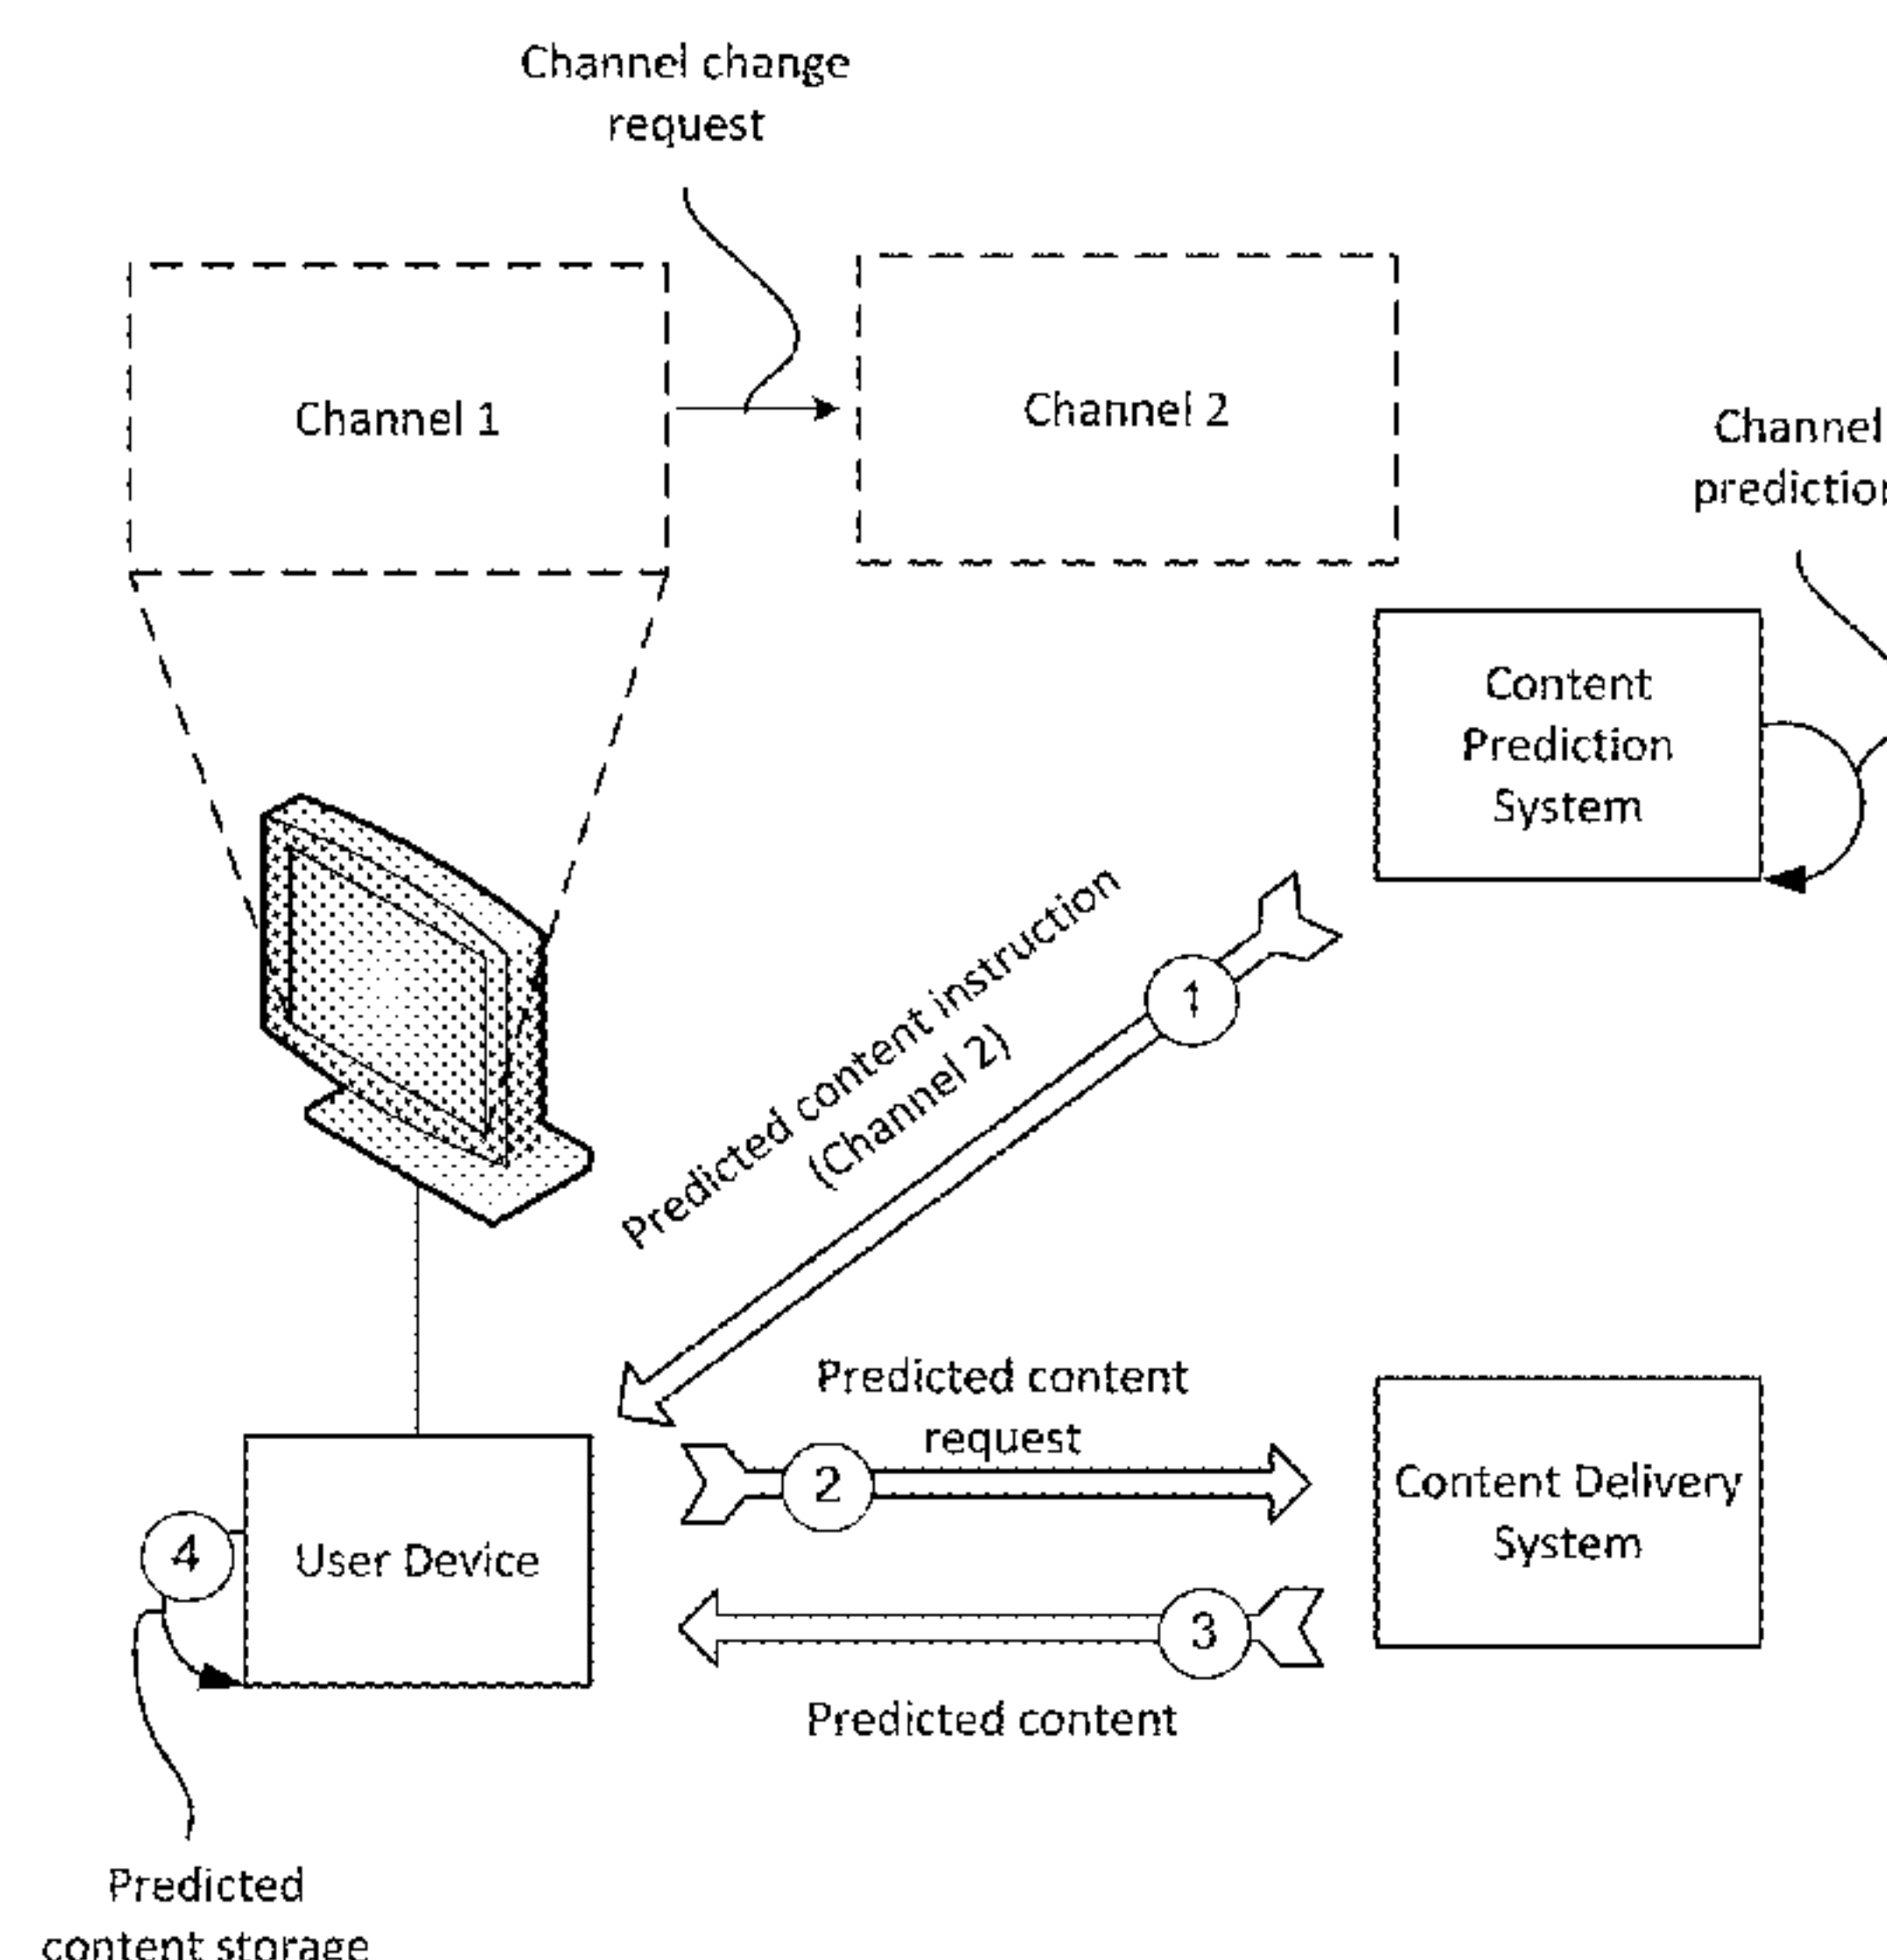 Channel change
request
Channel 1
Channel 2
Channel
prediction
Content
Prediction
System
Predicted content instruction
(Channel 2)
1
Predicted content
request
2
Content Delivery
System
User Device
4
3
Predicted content
Predicted
content storage